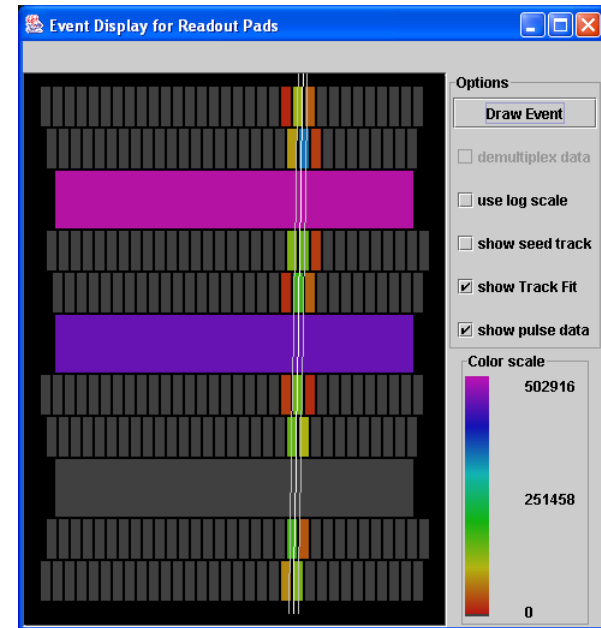 Event Display for Readout Pads
Options
Draw Event
demultiplex data
use log scale
show seed track
show Track Fit
show pulse data
Color scale
502916
251458
0